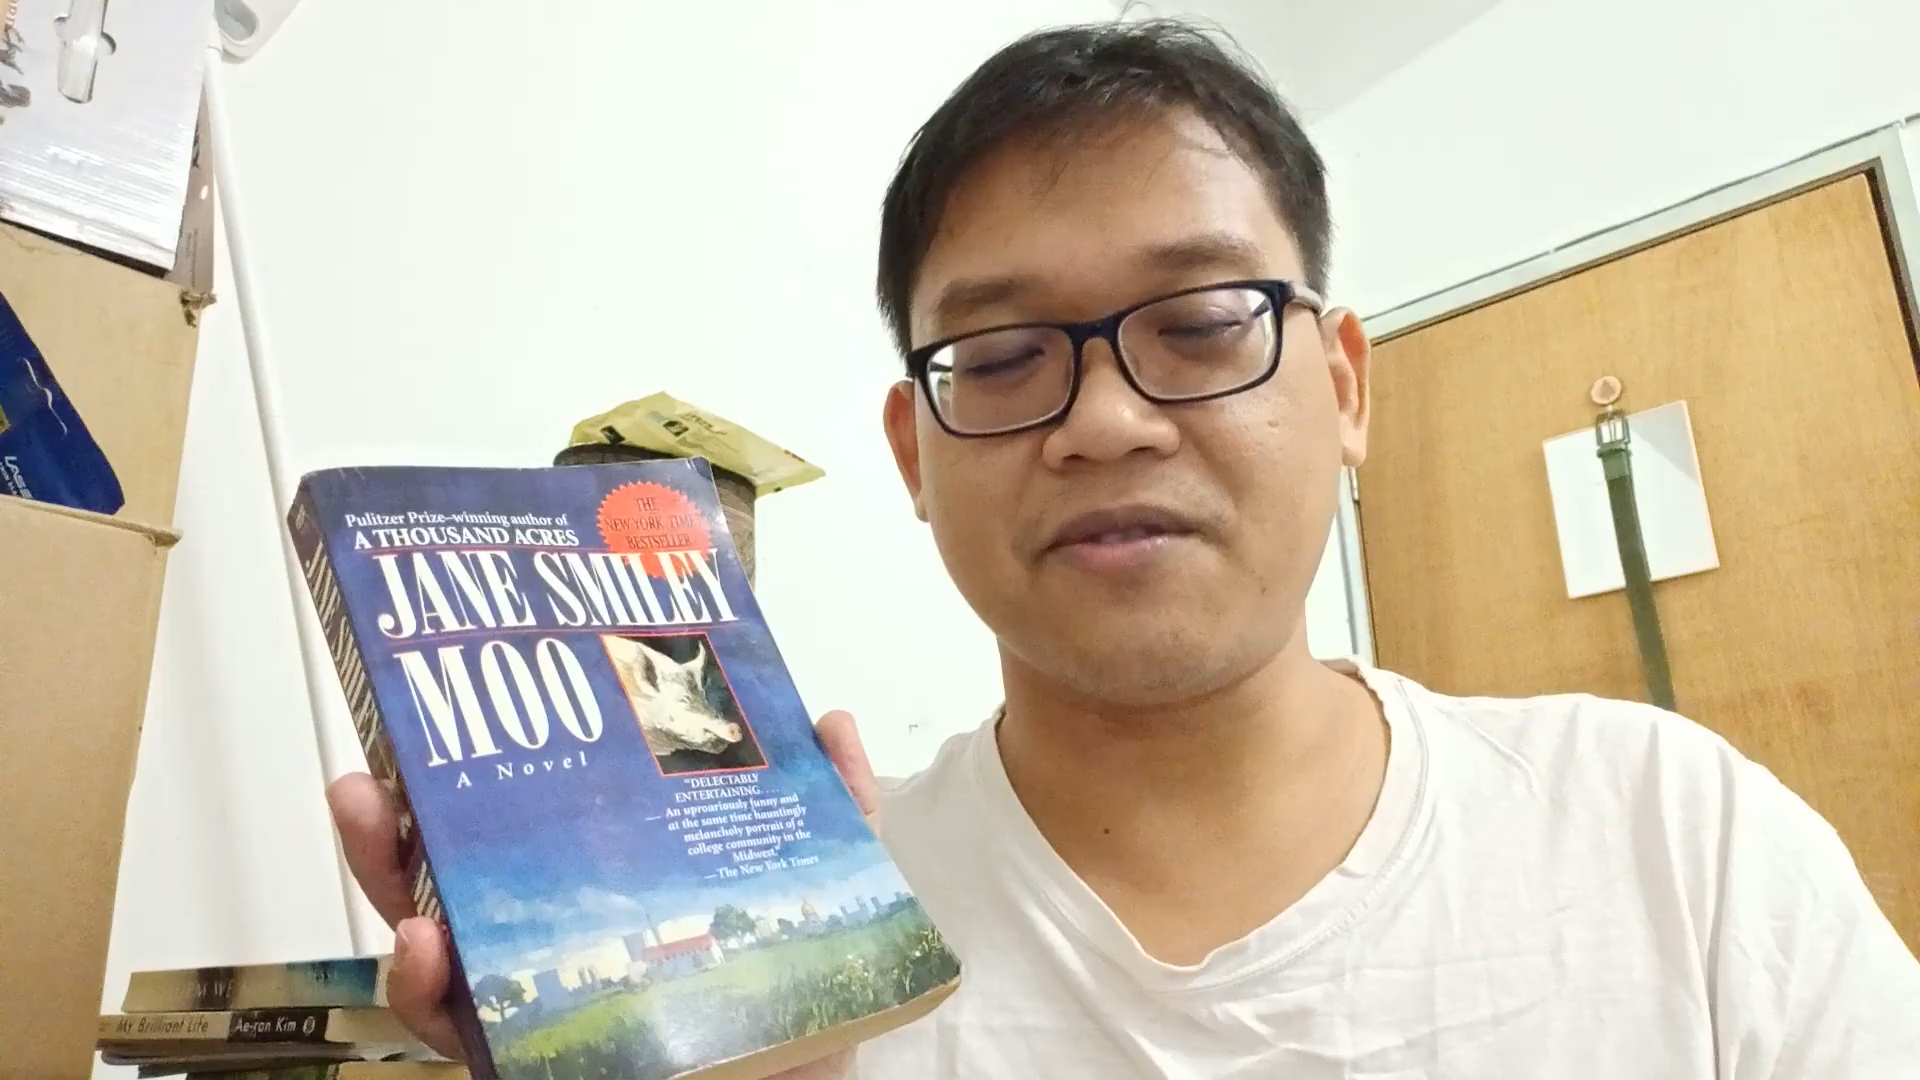 Pulitzer Prize–winning author of
A THOUSAND ACRES
THE
NEW YORK TIMES
BESTSELLER
JANE SMILEY
MOO
A Novel
"DELECTABLY
ENTERTAINING. . . .
An uproariously funny and
at the same time hauntingly
melancholy portrait of a
college community in the
Midwest."
—The New York Times
My Brilliant Life Ae-ran Kim